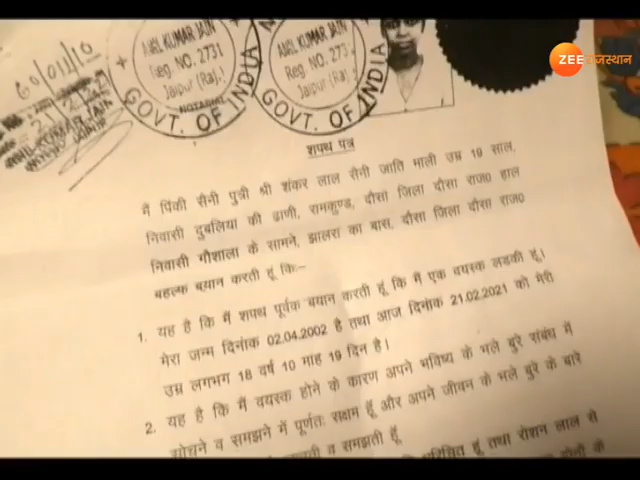 ZEE राजस्थान
ANIL KUMAR JAIN
Reg. NO. 2731
Jaipur (Raj.)
NOTARY
GOVT. OF INDIA
ANIL KUMAR JAIN
Reg. NO. 273
Jaipur (Raj.)
GOVT. OF INDIA
शपथ पत्र
मैं पिंकी सैनी पुत्री श्री शंकर लाल सैनी जाति माली उम्र 19 साल,
निवासी दुबलिया की ढाणी, रामकुण्ड, दौसा जिला दौसा राज0 हाल
निवासी गौशाला के सामने, झालरा का बास, दौसा जिला दौसा राज0
बहल्फ बयान करती हूं कि:-
1. यह है कि मैं शपथ पूर्वक बयान करती हूं कि मैं एक वयस्क लडकी हूं।
मेरा जन्म दिनांक 02.04.2002 है तथा आज दिनांक 21.02.2021 को मेरी
उम्र लगभग 18 वर्ष 10 माह 19 दिन है।
2. यह है कि मैं वयस्क होने के कारण अपने भविष्य के भले बुरे संबंध में
सोचने व समझने में पूर्णतः सक्षम हूँ और अपने जीवन के भले बुरे के बारे
व समझती हूँ
परिचित हूं तथा रोशन लाल से